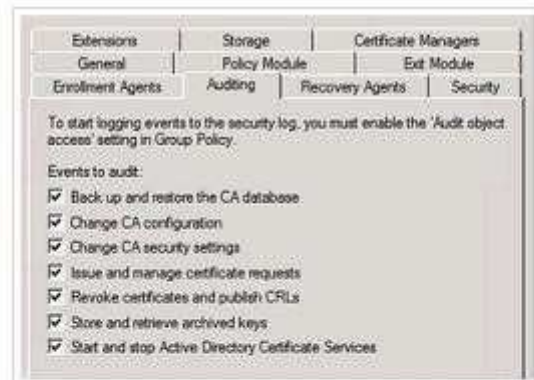 Extensions Storage Certificate Managers
General Policy Module Exit Module
Enrollment Agents Auditing Recovery Agents Security
To start logging events to the security log, you must enable the 'Audit object
access' setting in Group Policy.
Events to audit:
Back up and restore the CA database
Change CA configuration
Change CA security settings
Issue and manage certificate requests
Revoke certificates and publish CRLs
Store and retrieve archived keys
Start and stop Active Directory Certificate Services